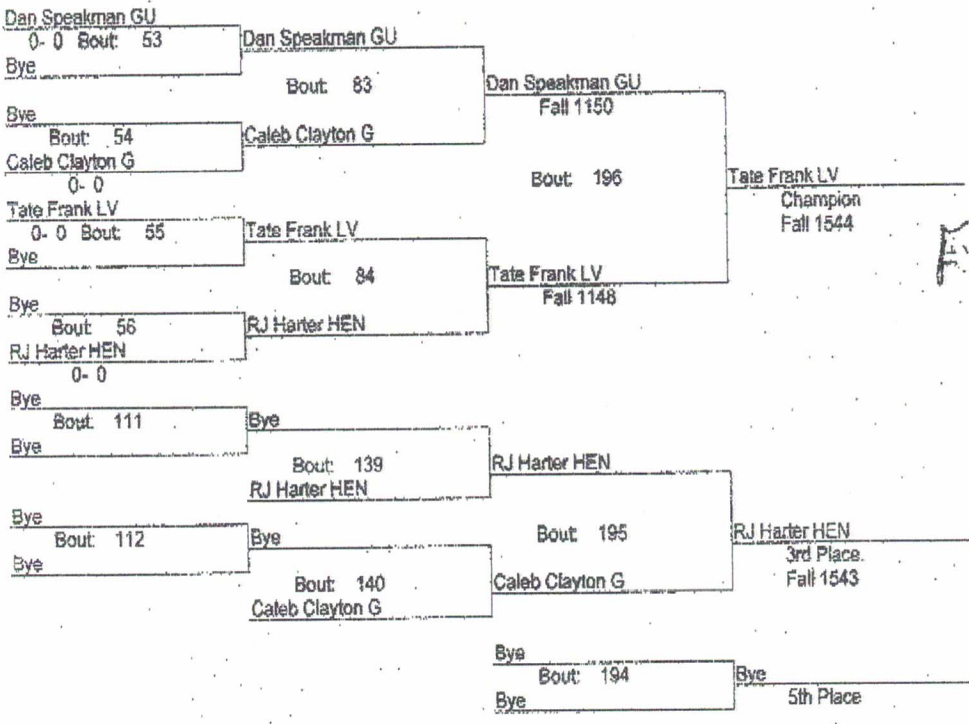 Dan Speakman GU
0- 0 Bout: 53
Bye
Dan Speakman GU
Bout: 83
Bye
Bout: 54
Caleb Clayton G
0- 0
Caleb Clayton G
Dan Speakman GU
Fall 1150
Bout: 196
Tate Frank LV
0- 0 Bout: 55
Bye
Tate Frank LV
Bout: 84
Bye
Bout: 56
RJ Harter HEN
0- 0
RJ Harter HEN
Tate Frank LV
Fall 1148
Tate Frank LV
Champion
Fall 1544
Bye
Bout: 111
Bye
Bye
Bout: 139
RJ Harter HEN
RJ Harter HEN
Bout: 195
Bye
Bout: 112
Bye
Bye
Bout: 140
Caleb Clayton G
Caleb Clayton G
RJ Harter HEN
3rd Place.
Fall 1543
Bye
Bout: 194
Bye
Bye
5th Place